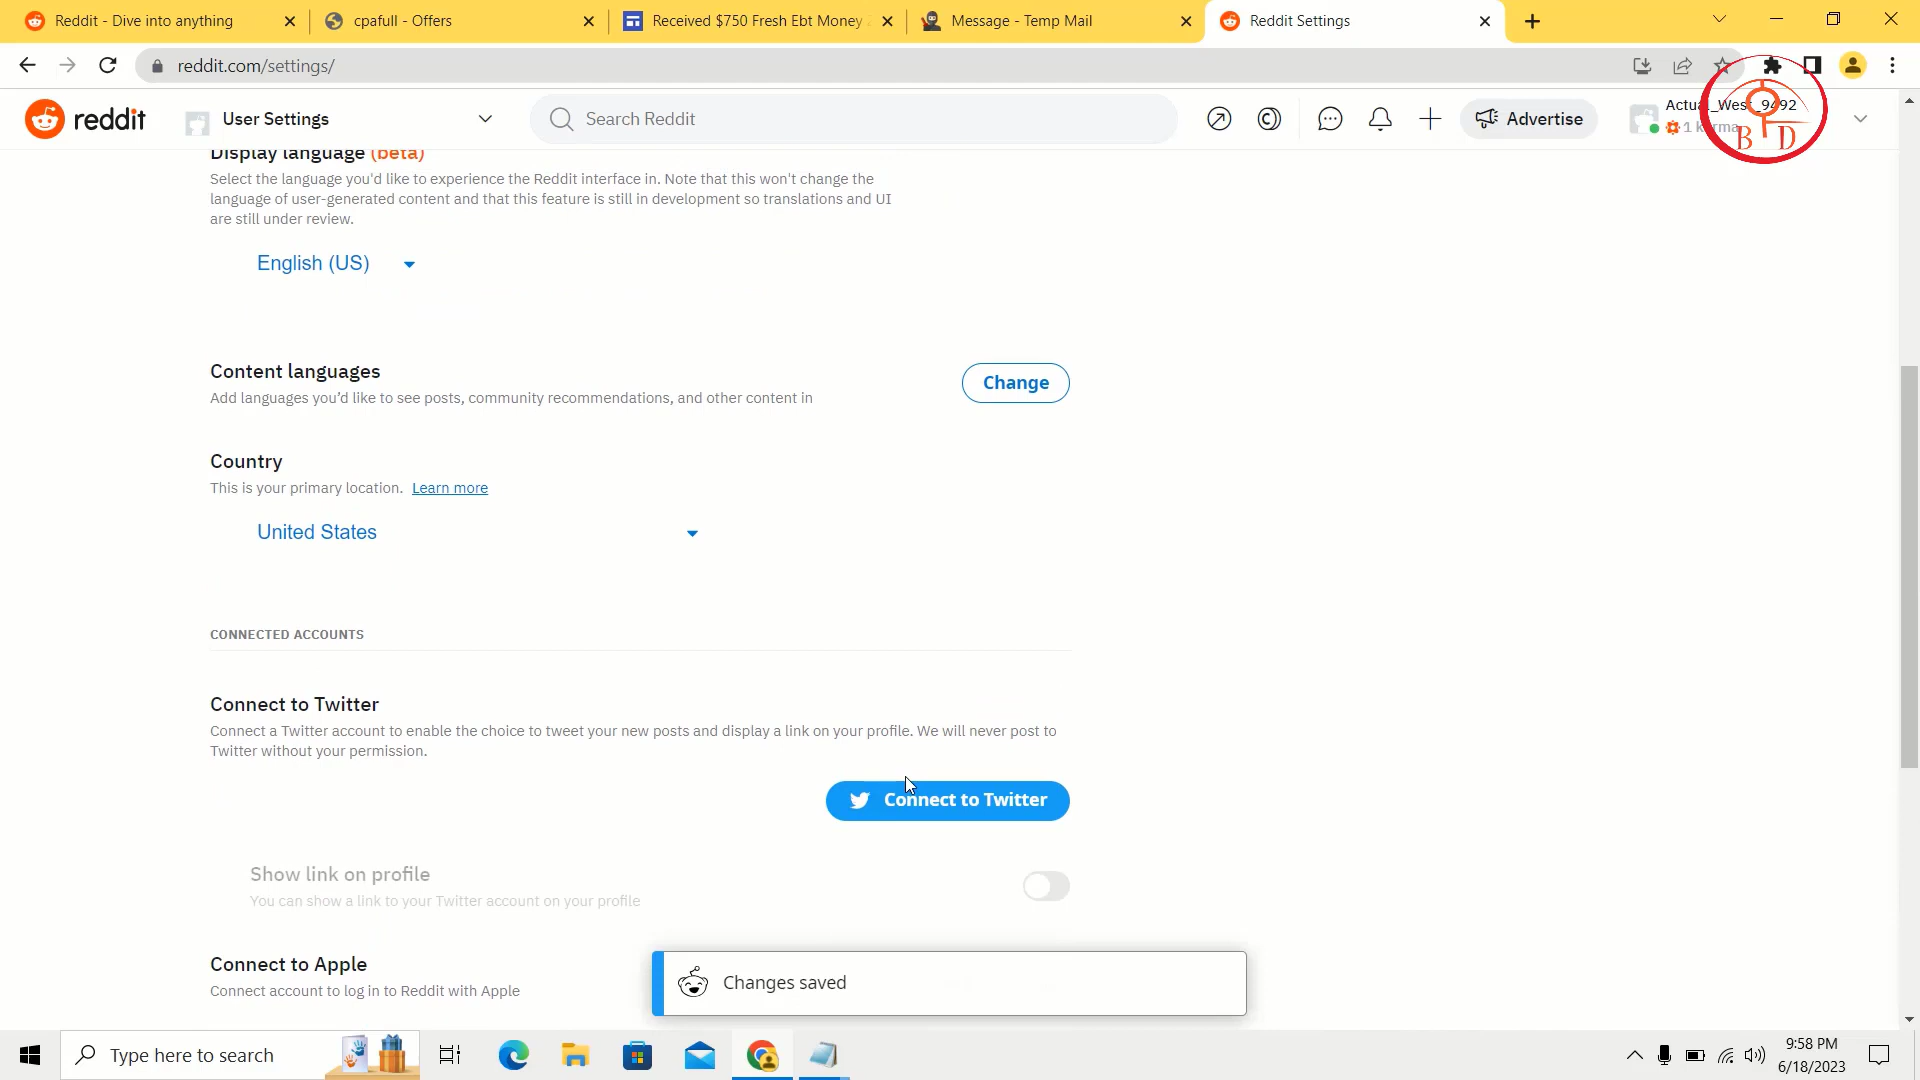 Reddit - Dive into anything
cpafull - Offers
Received $750 Fresh Ebt Money
Message - Temp Mail
Reddit Settings
reddit.com/settings/
reddit
User Settings
Search Reddit
Advertise
Actual_West_9492
1 karma
B D
Display language (beta)
Select the language you'd like to experience the Reddit interface in. Note that this won't change the
language of user-generated content and that this feature is still in development so translations and UI
are still under review.
English (US)
Content languages
Add languages you'd like to see posts, community recommendations, and other content in
Change
Country
This is your primary location. Learn more
United States
CONNECTED ACCOUNTS
Connect to Twitter
Connect a Twitter account to enable the choice to tweet your new posts and display a link on your profile. We will never post to
Twitter without your permission.
Connect to Twitter
Show link on profile
You can show a link to your Twitter account on your profile
Connect to Apple
Connect account to log in to Reddit with Apple
Changes saved
Type here to search
9:58 PM
6/18/2023